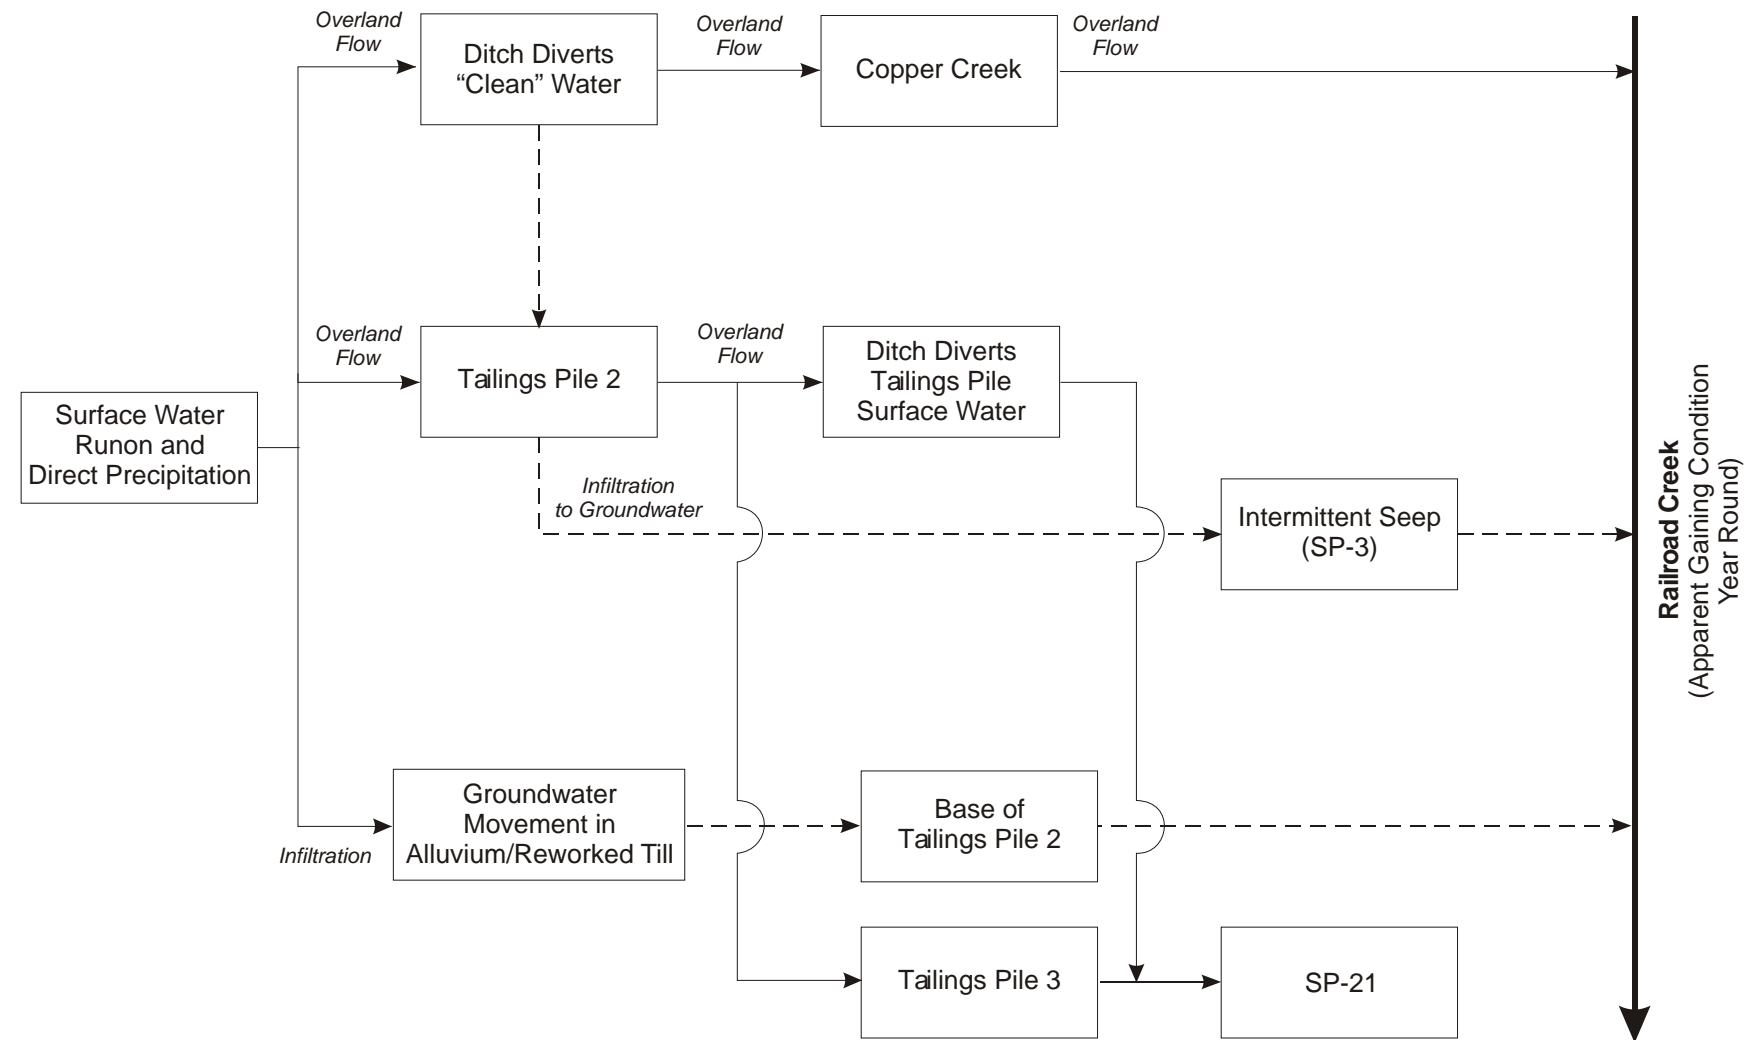 Overland
Flow
Ditch Diverts
“Clean” Water
Overland
Flow
Copper Creek
Overland
Flow
Overland
Flow
Tailings Pile 2
Overland
Flow
Ditch Diverts
Tailings Pile
Surface Water
Surface Water
Runon and
Direct Precipitation
Infiltration
to Groundwater
Intermittent Seep
(SP-3)
Railroad Creek
(Apparent Gaining Condition
Year Round)
Infiltration
Groundwater
Movement in
Alluvium/Reworked Till
Base of
Tailings Pile 2
Tailings Pile 3
SP-21